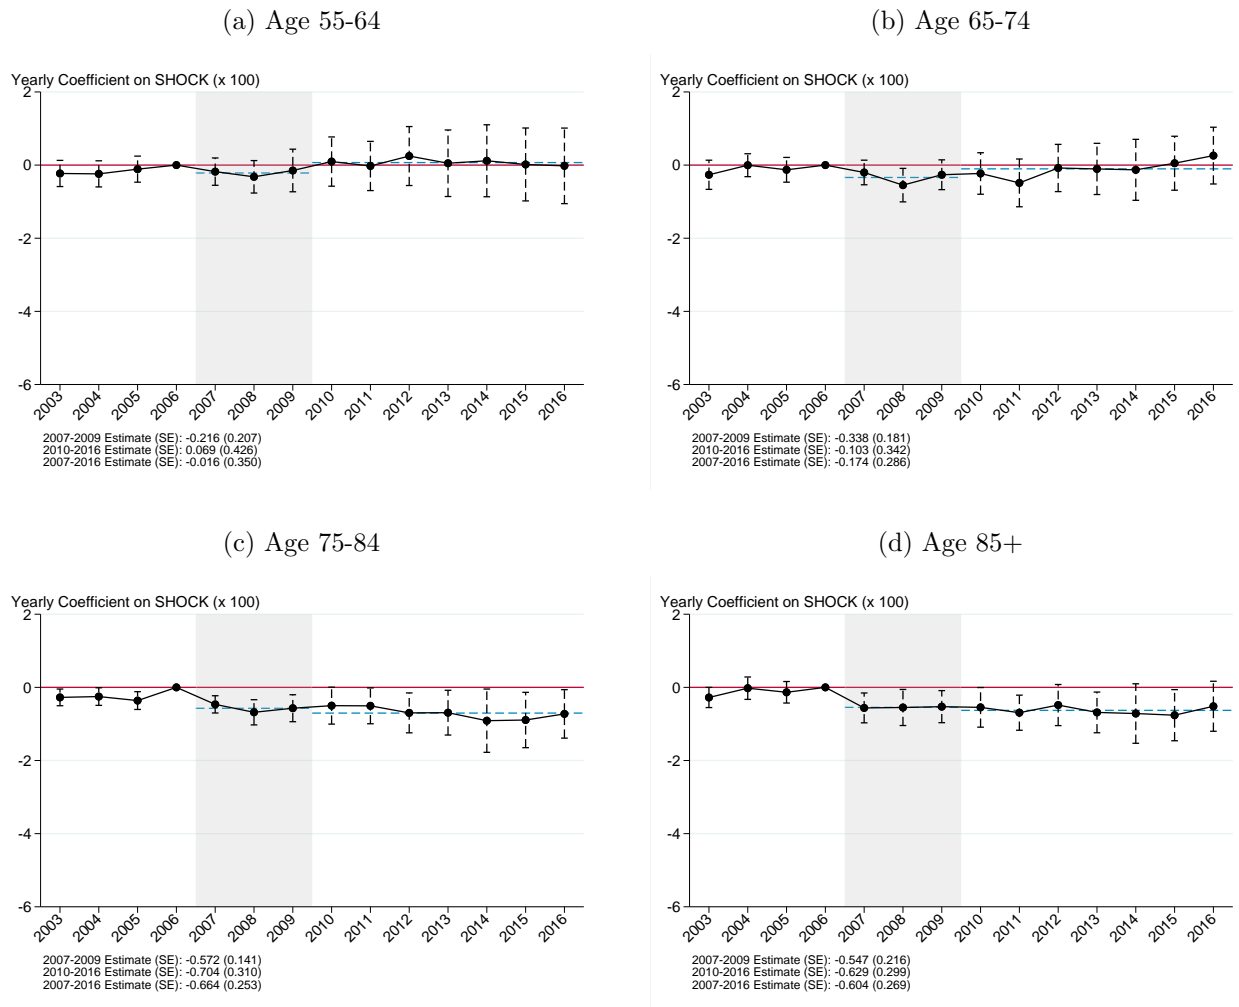 (a) Age 55-64
Yearly Coefficient on SHOCK (x 100)
2
0
-2
-4
-6
2003 2004 2005 2006 2007 2008 2009 2010 2011 2012 2013 2014 2015 2016
2007-2009 Estimate (SE): -0.216 (0.207)
2010-2016 Estimate (SE): 0.069 (0.426)
2007-2016 Estimate (SE): -0.016 (0.350)
(b) Age 65-74
Yearly Coefficient on SHOCK (x 100)
2
0
-2
-4
-6
2003 2004 2005 2006 2007 2008 2009 2010 2011 2012 2013 2014 2015 2016
2007-2009 Estimate (SE): -0.338 (0.181)
2010-2016 Estimate (SE): -0.103 (0.342)
2007-2016 Estimate (SE): -0.174 (0.286)
(c) Age 75-84
Yearly Coefficient on SHOCK (x 100)
2
0
-2
-4
-6
2003 2004 2005 2006 2007 2008 2009 2010 2011 2012 2013 2014 2015 2016
2007-2009 Estimate (SE): -0.572 (0.141)
2010-2016 Estimate (SE): -0.704 (0.310)
2007-2016 Estimate (SE): -0.664 (0.253)
(d) Age 85+
Yearly Coefficient on SHOCK (x 100)
2
0
-2
-4
-6
2003 2004 2005 2006 2007 2008 2009 2010 2011 2012 2013 2014 2015 2016
2007-2009 Estimate (SE): -0.547 (0.216)
2010-2016 Estimate (SE): -0.629 (0.299)
2007-2016 Estimate (SE): -0.604 (0.269)